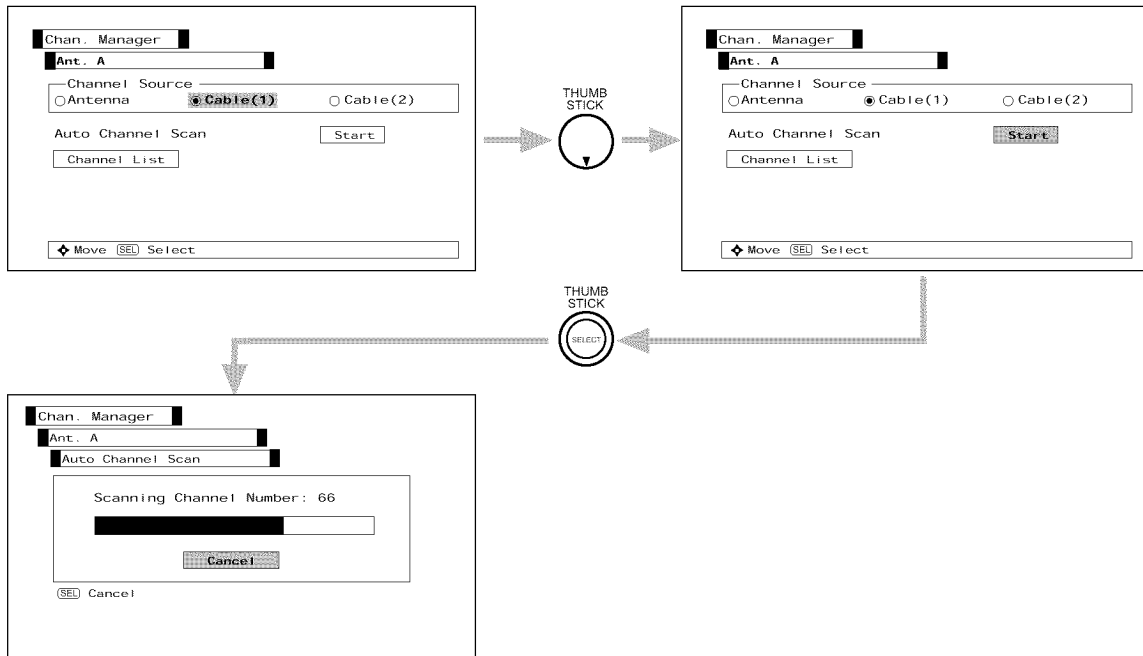 Chan. Manager
Ant. A
Channel Source
Antenna Cable(1) Cable(2)
Auto Channel Scan Start
Channel List
Move SEL Select
THUMB
STICK
Chan. Manager
Ant. A
Channel Source
Antenna Cable(1) Cable(2)
Auto Channel Scan Start
Channel List
Move SEL Select
THUMB
STICK
SELECT
Chan. Manager
Ant. A
Auto Channel Scan
Scanning Channel Number: 66
Cancel
SEL Cancel